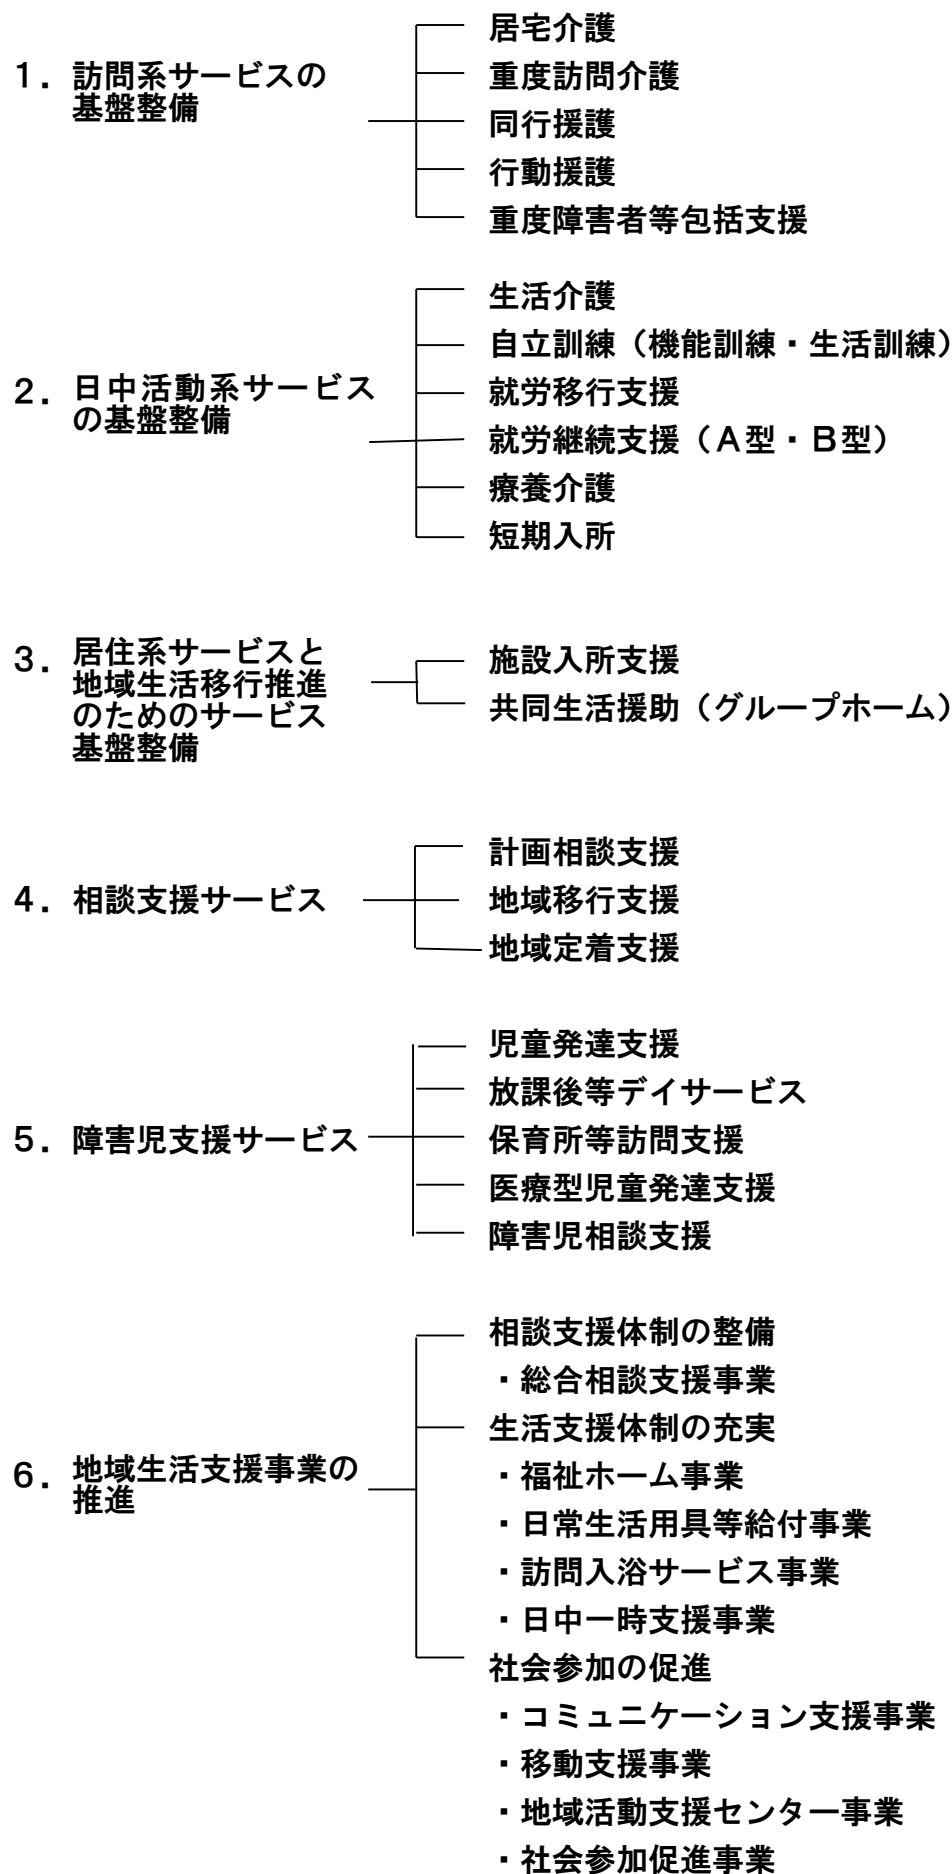 1．訪問系サービスの
基盤整備
居宅介護
重度訪問介護
同行援護
行動援護
重度障害者等包括支援
2．日中活動系サービス
の基盤整備
生活介護
自立訓練（機能訓練・生活訓練）
就労移行支援
就労継続支援（Ａ型・Ｂ型）
療養介護
短期入所
3．居住系サービスと
地域生活移行推進
のためのサービス
基盤整備
施設入所支援
共同生活援助（グループホーム）
4．相談支援サービス
計画相談支援
地域移行支援
地域定着支援
5．障害児支援サービス
児童発達支援
放課後等デイサービス
保育所等訪問支援
医療型児童発達支援
障害児相談支援
6．地域生活支援事業の
推進
相談支援体制の整備
・総合相談支援事業
生活支援体制の充実
・福祉ホーム事業
・日常生活用具等給付事業
・訪問入浴サービス事業
・日中一時支援事業
社会参加の促進
・コミュニケーション支援事業
・移動支援事業
・地域活動支援センター事業
・社会参加促進事業